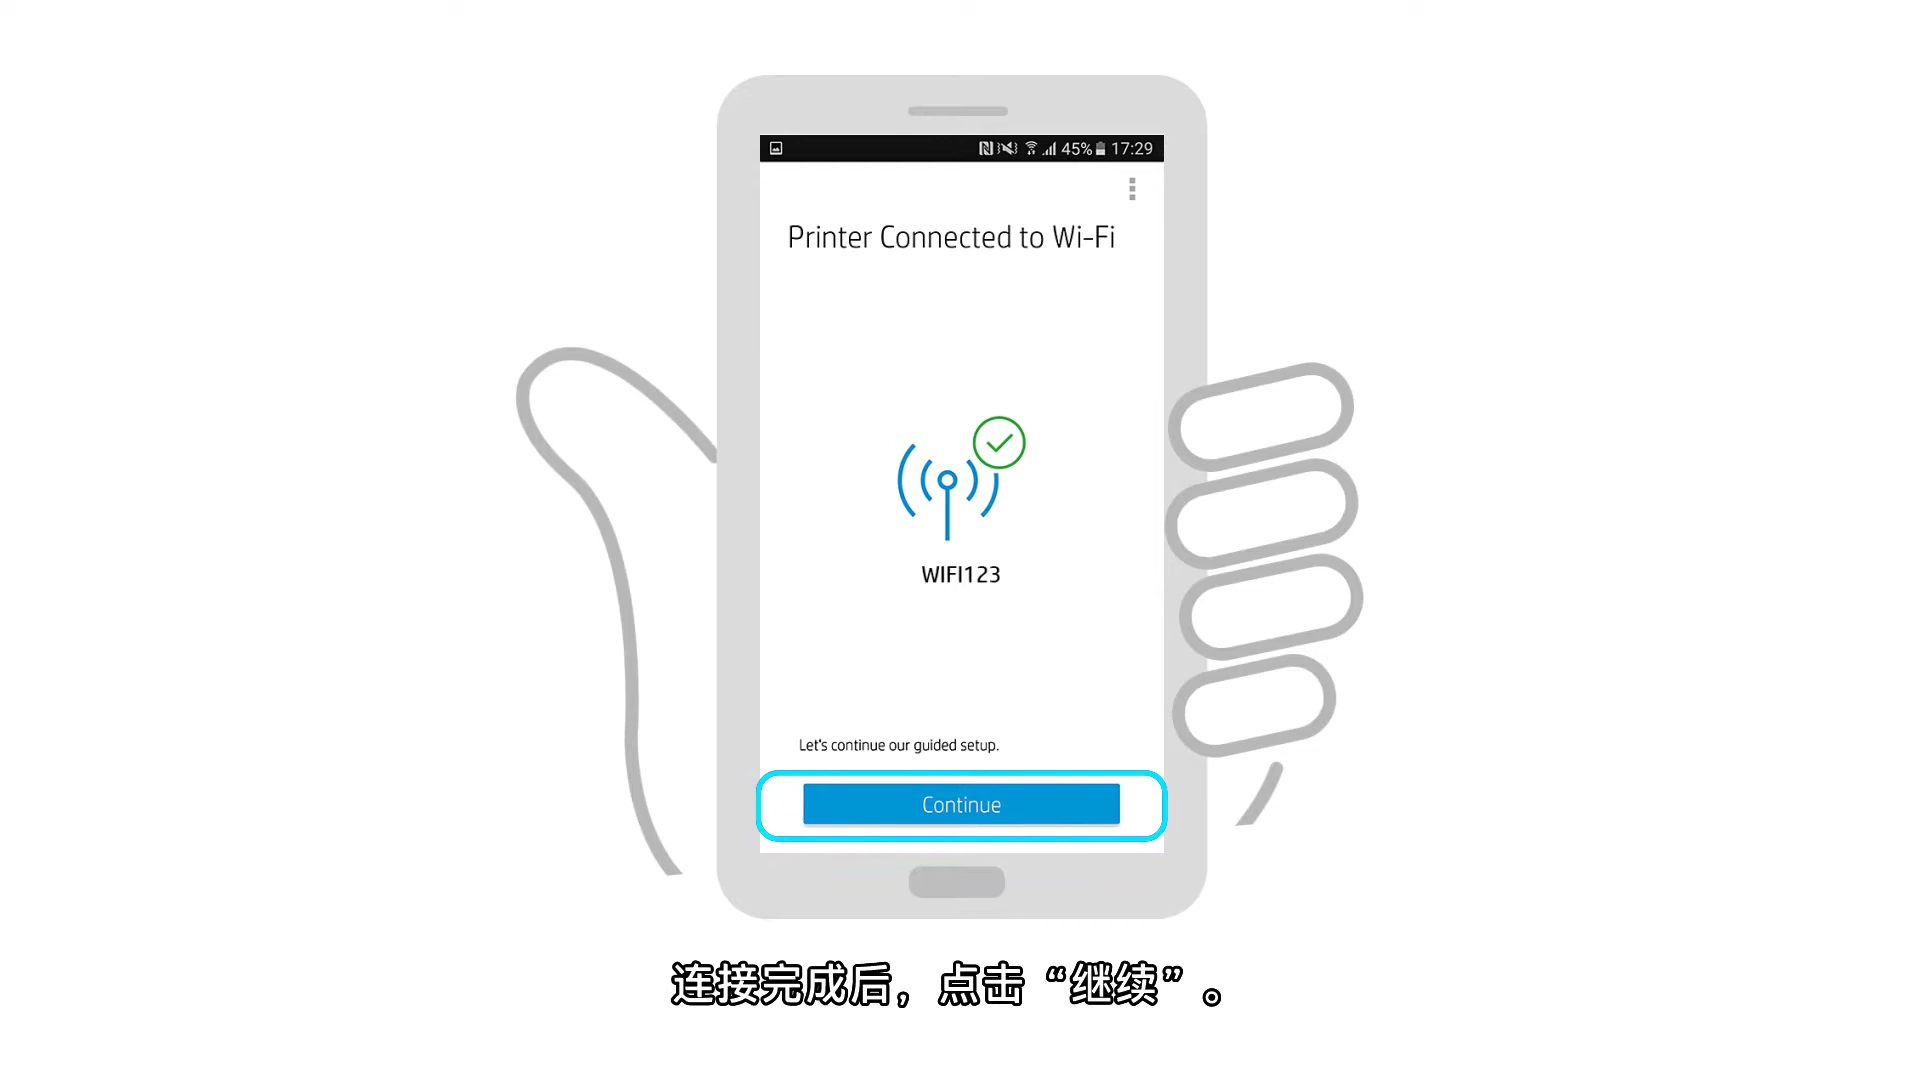 45% 17:29
Printer Connected to Wi-Fi
WIFI123
Let's continue our guided setup.
Continue
连接完成后，点击“继续”。